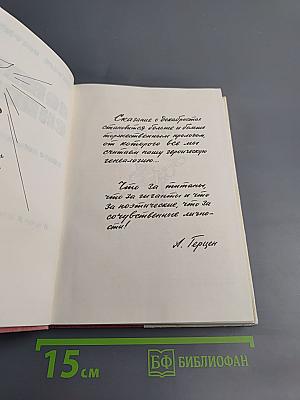 Сказание о декабристах
становится больше и больше
торжественным прологом,
от которого все мы
считаем нашу героическую
генеалогию...
Что за титаны,
что за гиганты и что
за поэтические, что за
сочувственные лично-
сти!
А. Герцен
15 см
БФ БИБЛИОФАН